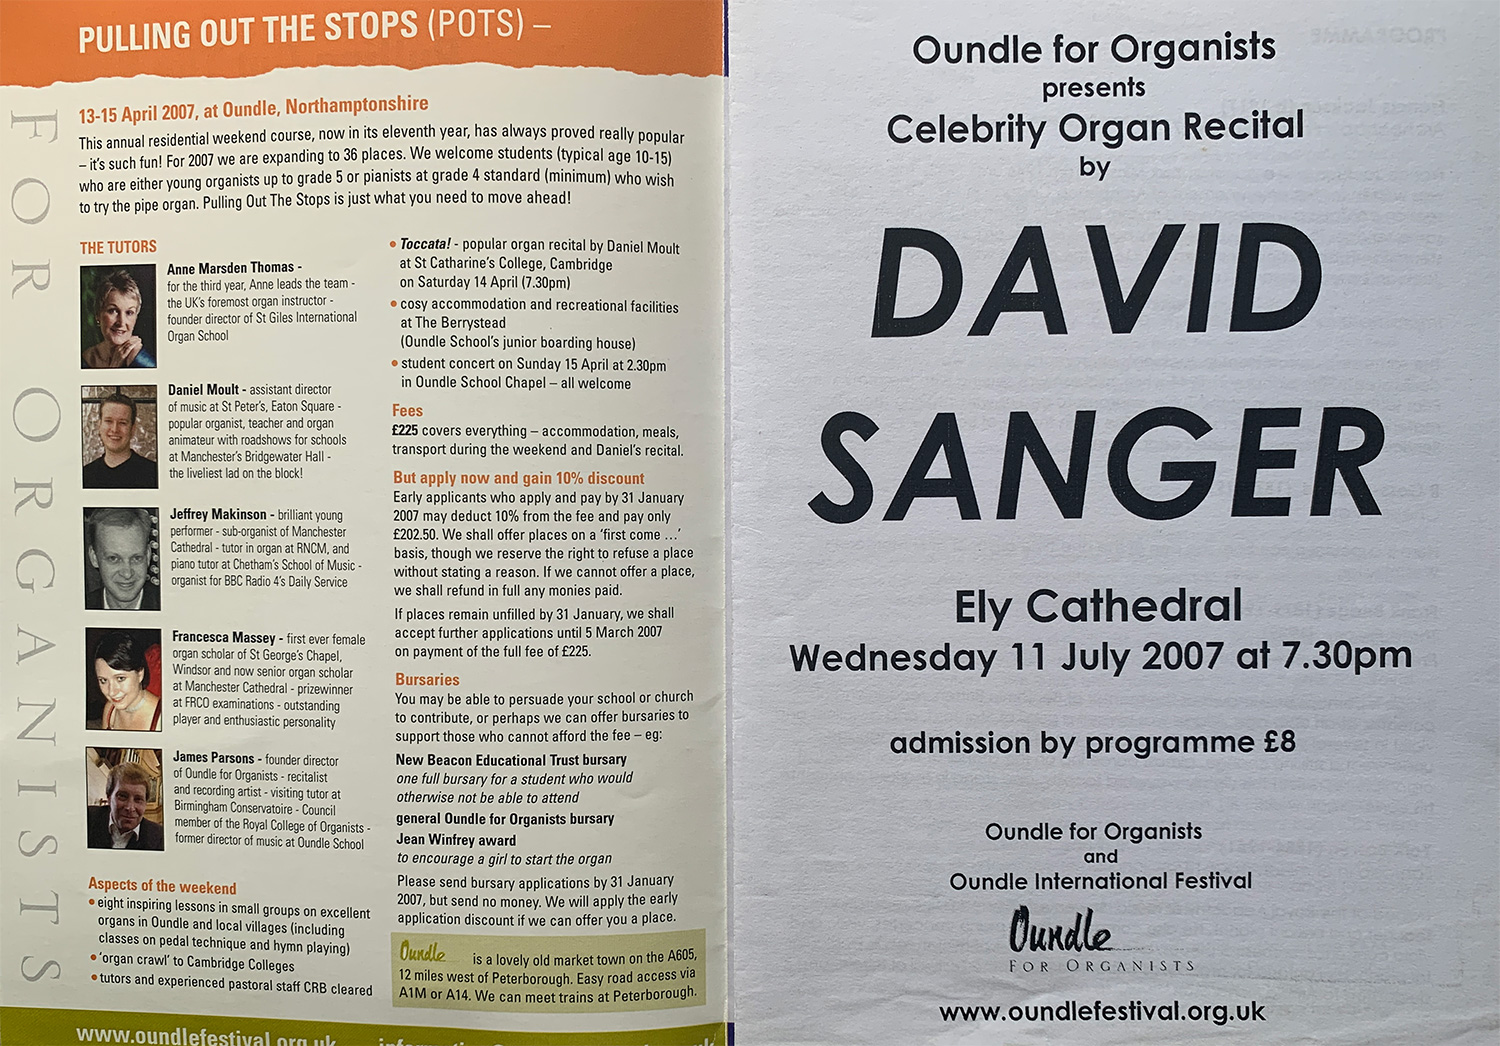 PULLING OUT THE STOPS (POTS) –
FOR ORGANISTS
13-15 April 2007, at Oundle, Northamptonshire
This annual residential weekend course, now in its eleventh year, has always proved really popular
– it's such fun! For 2007 we are expanding to 36 places. We welcome students (typical age 10-15)
who are either young organists up to grade 5 or pianists at grade 4 standard (minimum) who wish
to try the pipe organ. Pulling Out The Stops is just what you need to move ahead!
THE TUTORS
Anne Marsden Thomas -
for the third year, Anne leads the team -
the UK's foremost organ instructor -
founder director of St Giles International
Organ School
Daniel Moult - assistant director
of music at St Peter's, Eaton Square -
popular organist, teacher and organ
animateur with roadshows for schools
at Manchester's Bridgewater Hall -
the liveliest lad on the block!
Jeffrey Makinson - brilliant young
performer - sub-organist of Manchester
Cathedral - tutor in organ at RNCM, and
piano tutor at Chetham's School of Music -
organist for BBC Radio 4's Daily Service
Francesca Massey - first ever female
organ scholar of St George's Chapel,
Windsor and now senior organ scholar
at Manchester Cathedral - prizewinner
at FRCO examinations - outstanding
player and enthusiastic personality
James Parsons - founder director
of Oundle for Organists - recitalist
and recording artist - visiting tutor at
Birmingham Conservatoire - Council
member of the Royal College of Organists -
former director of music at Oundle School
Aspects of the weekend
• eight inspiring lessons in small groups on excellent
organs in Oundle and local villages (including
classes on pedal technique and hymn playing)
• 'organ crawl' to Cambridge Colleges
• tutors and experienced pastoral staff CRB cleared
• Toccata! - popular organ recital by Daniel Moult
at St Catharine's College, Cambridge
on Saturday 14 April (7.30pm)
• cosy accommodation and recreational facilities
at The Berrystead
(Oundle School's junior boarding house)
• student concert on Sunday 15 April at 2.30pm
in Oundle School Chapel – all welcome
Fees
£225 covers everything – accommodation, meals,
transport during the weekend and Daniel's recital.
But apply now and gain 10% discount
Early applicants who apply and pay by 31 January
2007 may deduct 10% from the fee and pay only
£202.50. We shall offer places on a 'first come ...'
basis, though we reserve the right to refuse a place
without stating a reason. If we cannot offer a place,
we shall refund in full any monies paid.
If places remain unfilled by 31 January, we shall
accept further applications until 5 March 2007
on payment of the full fee of £225.
Bursaries
You may be able to persuade your school or church
to contribute, or perhaps we can offer bursaries to
support those who cannot afford the fee – eg:
New Beacon Educational Trust bursary
one full bursary for a student who would
otherwise not be able to attend
general Oundle for Organists bursary
Jean Winfrey award
to encourage a girl to start the organ
Please send bursary applications by 31 January
2007, but send no money. We will apply the early
application discount if we can offer you a place.
Oundle is a lovely old market town on the A605,
12 miles west of Peterborough. Easy road access via
A1M or A14. We can meet trains at Peterborough.
www.oundlefestival.org.uk
Oundle for Organists
presents
Celebrity Organ Recital
by
DAVID
SANGER
Ely Cathedral
Wednesday 11 July 2007 at 7.30pm
admission by programme £8
Oundle for Organists
and
Oundle International Festival
Oundle
FOR ORGANISTS
www.oundlefestival.org.uk